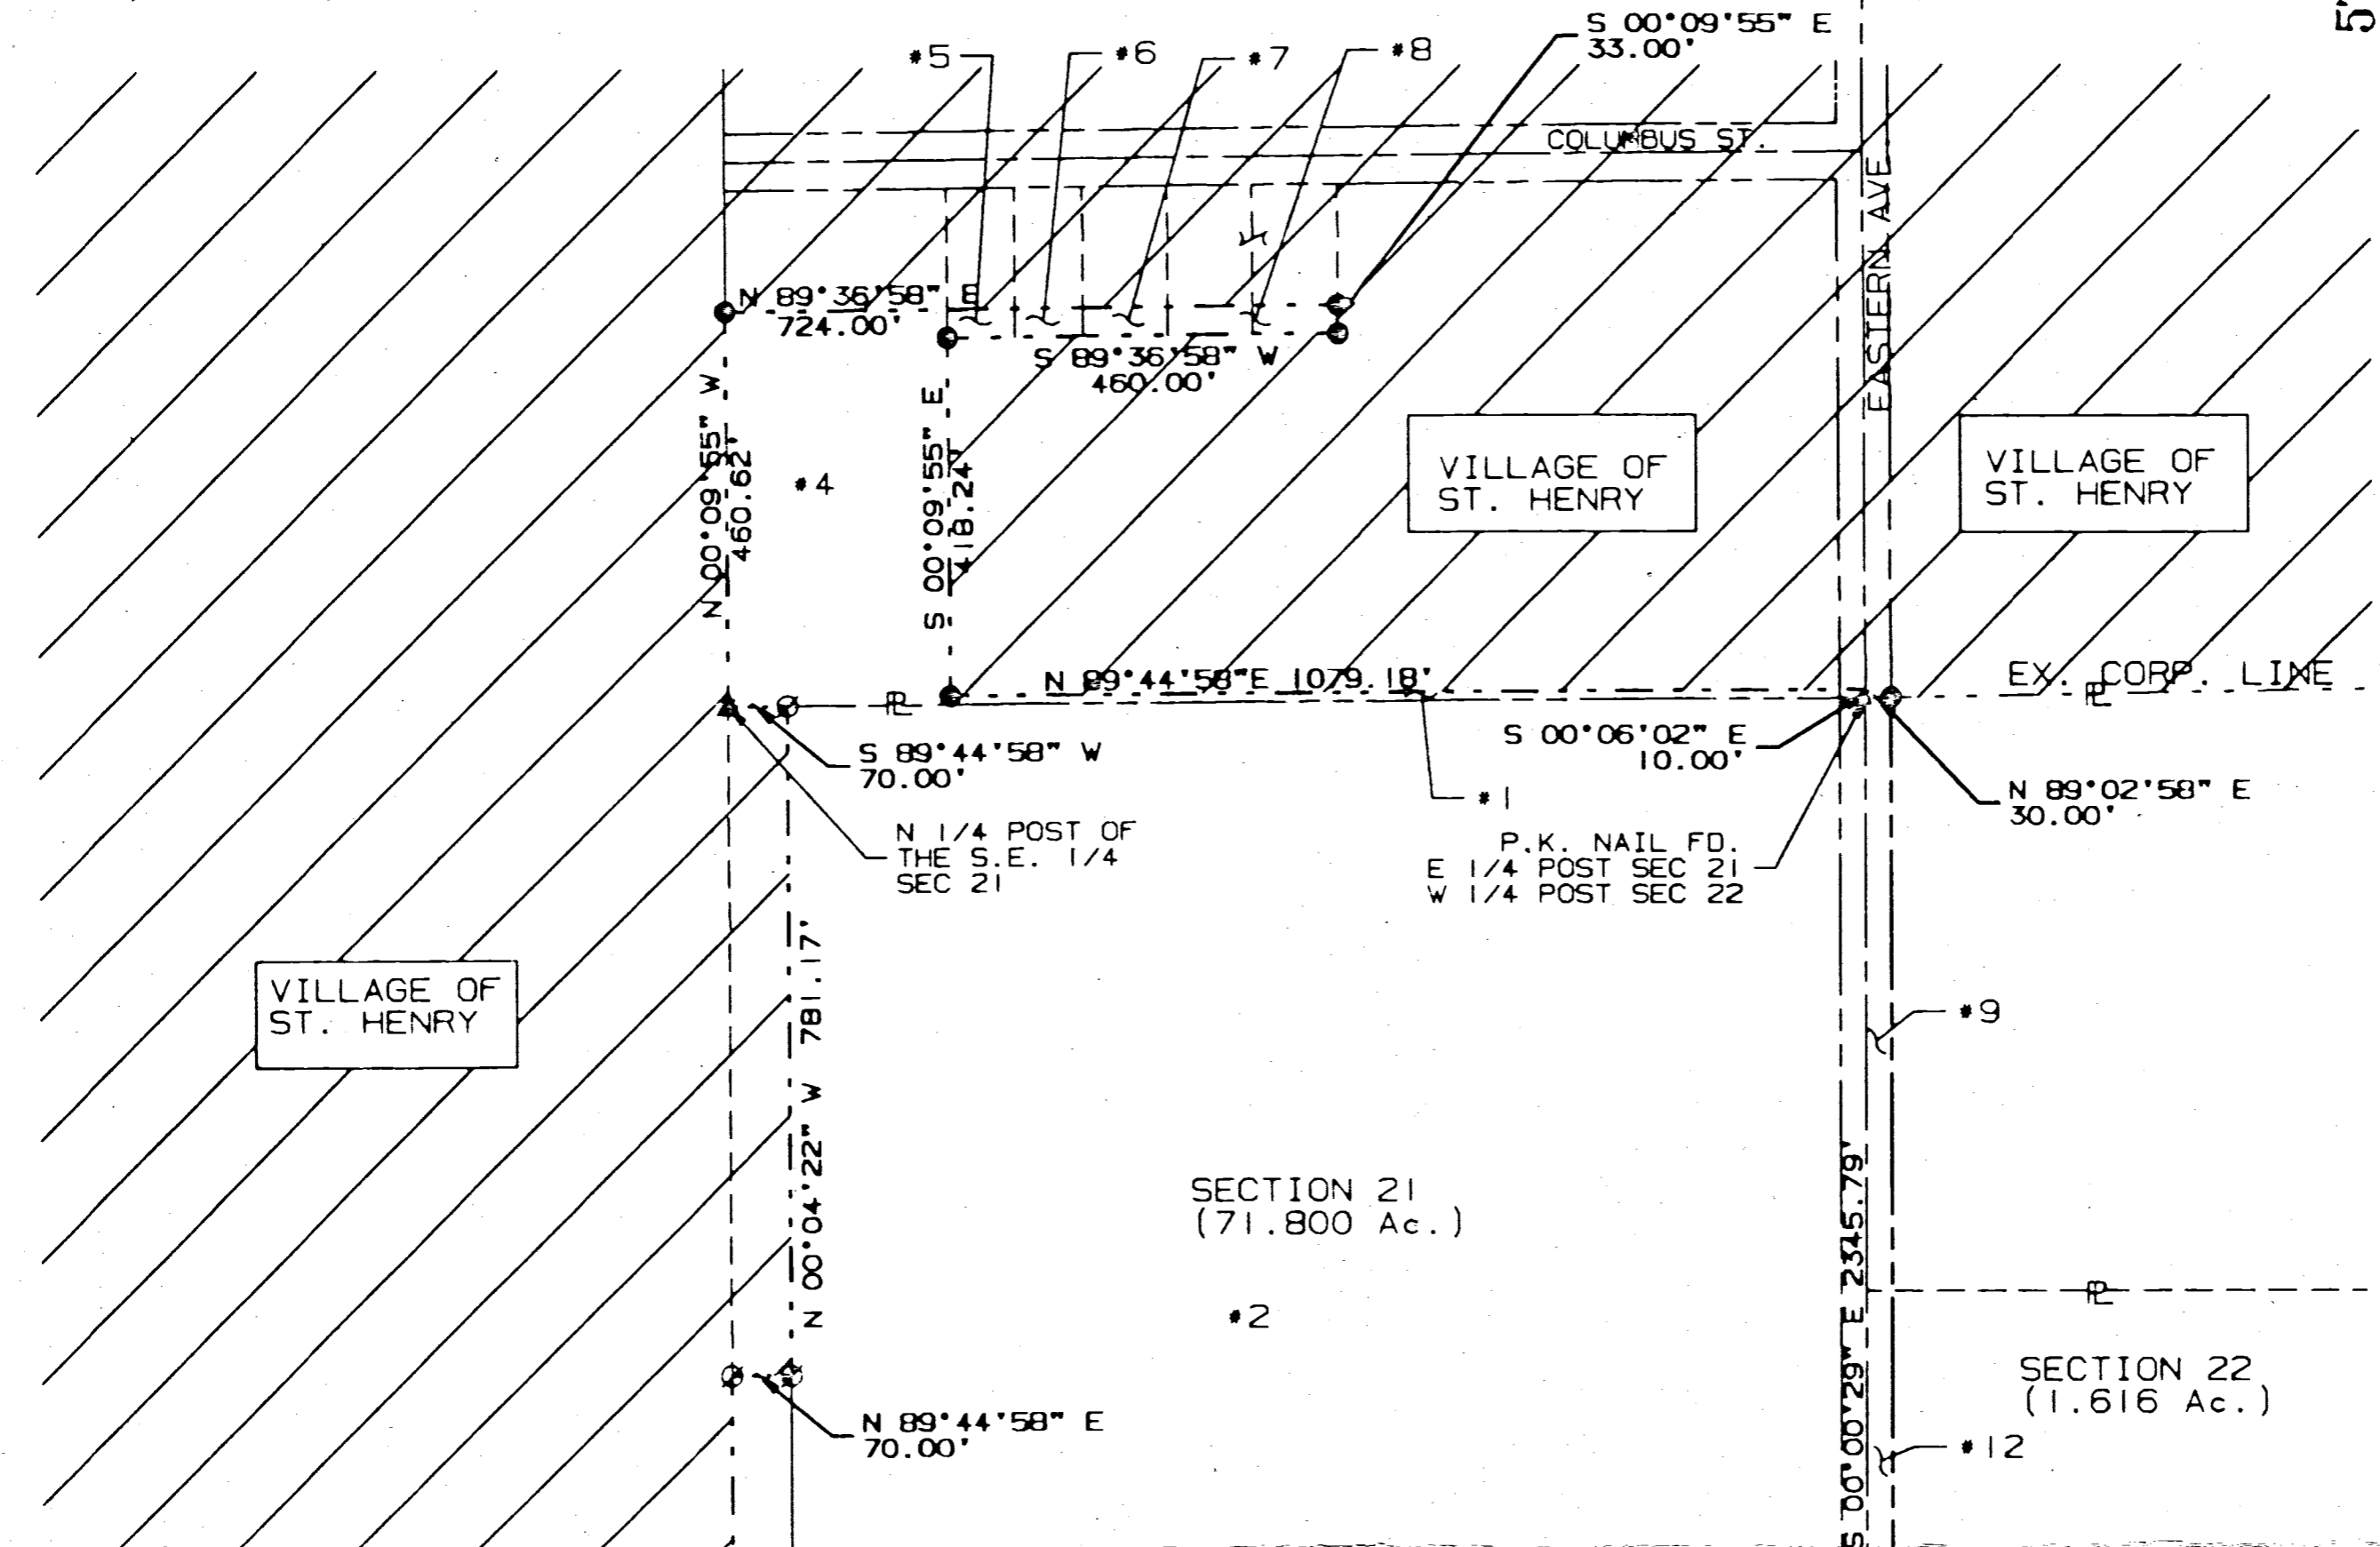 S 00°09'55" E
33.00'
5
#5
#6
#7
#8
COLUMBUS ST.
EASTERN AVE
N 89°36'58" E
724.00'
S 89°36'58" W
460.00'
N 00°09'55" W
460.62'
S 00°09'55" E
418.24'
#4
VILLAGE OF
ST. HENRY
VILLAGE OF
ST. HENRY
N 89°44'58"E 1079.18'
EX. CORP. LINE
PL
PL
S 89°44'58" W
70.00'
S 00°06'02" E
10.00'
#1
N 89°02'58" E
30.00'
N 1/4 POST OF
THE S.E. 1/4
SEC 21
P.K. NAIL FD.
E 1/4 POST SEC 21
W 1/4 POST SEC 22
VILLAGE OF
ST. HENRY
N 00°04'22" W 781.17'
#9
SECTION 21
(71.800 Ac.)
S 00°00'29" E 2345.79'
PL
#2
SECTION 22
(1.616 Ac.)
N 89°44'58" E
70.00'
#12